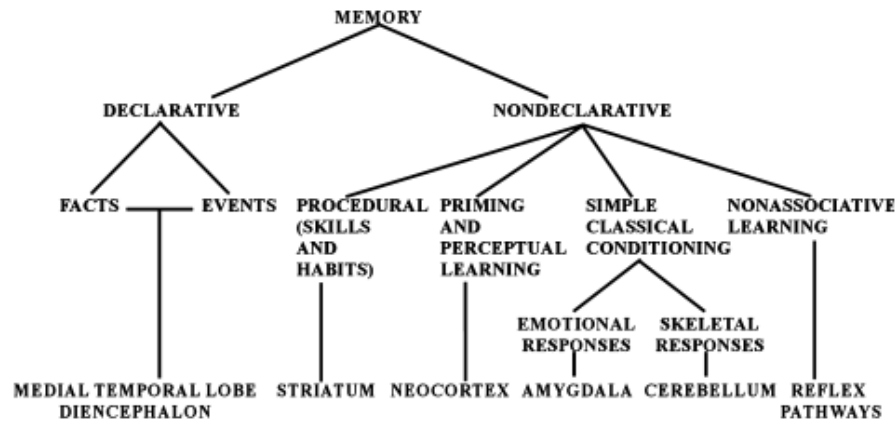 MEMORY
DECLARATIVE
NONDECLARATIVE
FACTS
EVENTS
PROCEDURAL
(SKILLS
AND
HABITS)
PRIMING
AND
PERCEPTUAL
LEARNING
SIMPLE
CLASSICAL
CONDITIONING
NONASSOCIATIVE
LEARNING
EMOTIONAL
RESPONSES
SKELETAL
RESPONSES
MEDIAL TEMPORAL LOBE
DIENCEPHALON
STRIATUM
NEOCORTEX
AMYGDALA
CEREBELLUM
REFLEX
PATHWAYS